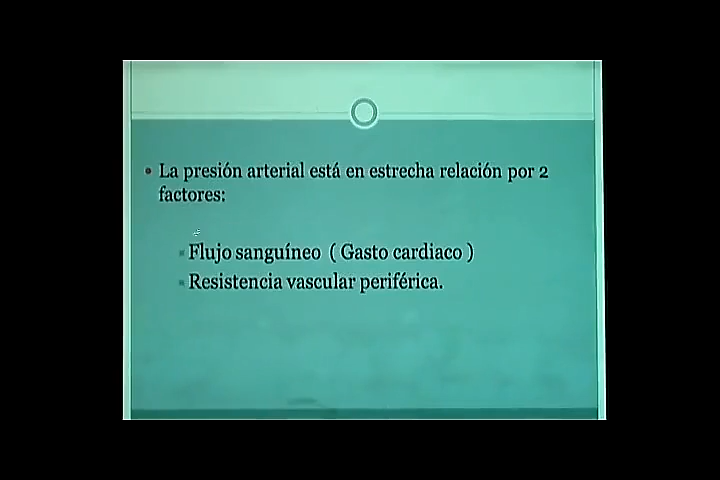 • La presión arterial está en estrecha relación por 2
factores:
▪ Flujo sanguíneo ( Gasto cardiaco )
▪ Resistencia vascular periférica.